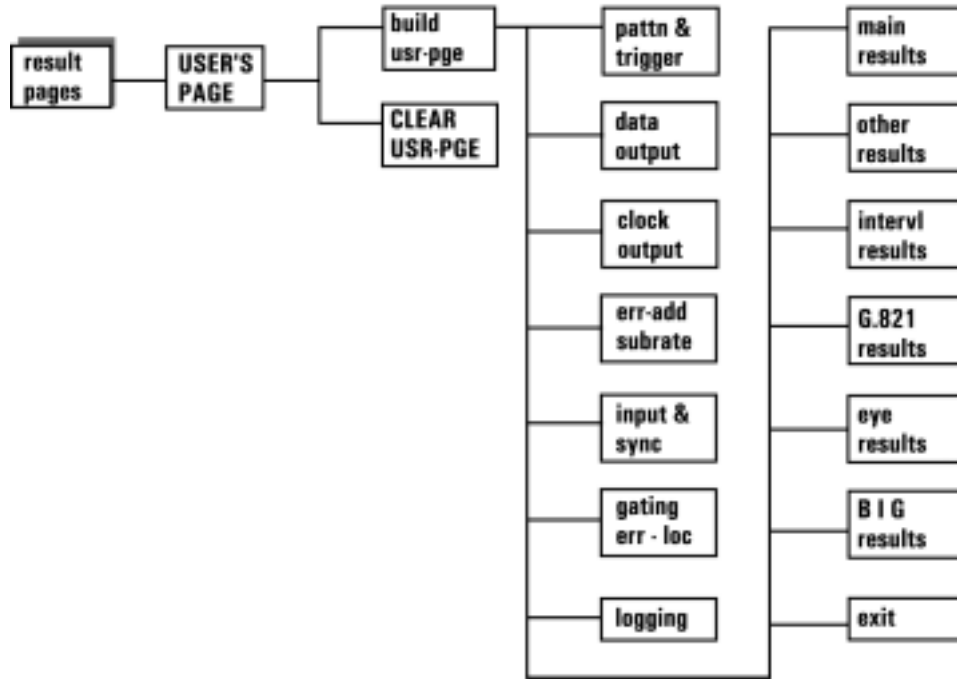 result
pages
USER'S
PAGE
build
usr-pge
CLEAR
USR-PGE
pattn &
trigger
data
output
clock
output
err-add
subrate
input &
sync
gating
err - loc
logging
main
results
other
results
intervl
results
G.821
results
eye
results
B I G
results
exit